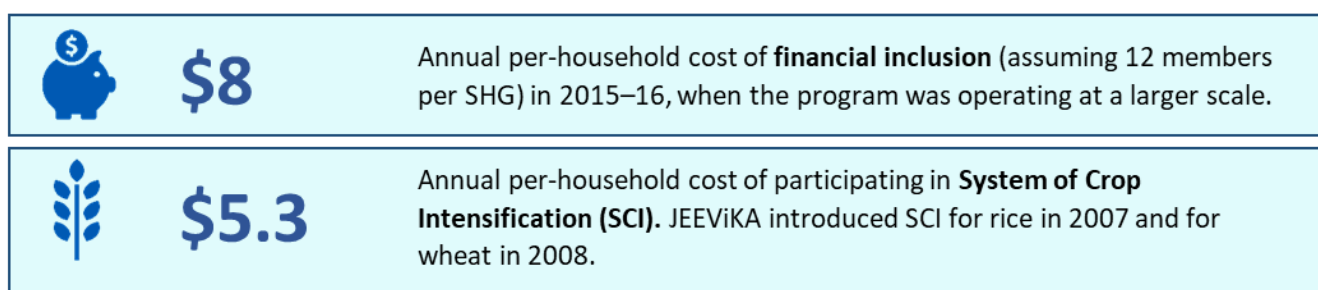 $
$8
Annual per-household cost of financial inclusion (assuming 12 members
per SHG) in 2015–16, when the program was operating at a larger scale.
$5.3
Annual per-household cost of participating in System of Crop
Intensification (SCI). JEEViKA introduced SCI for rice in 2007 and for
wheat in 2008.